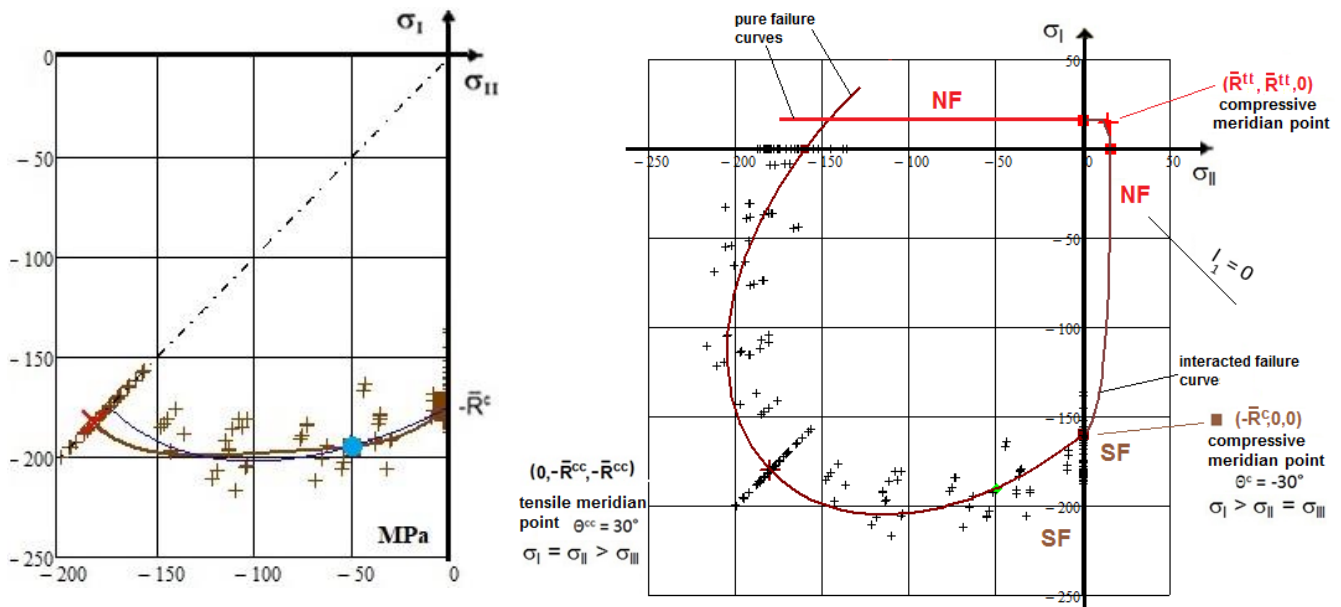 σI
0
σII
−50
−100
−150
-R̄ᶜ
−200
MPa
−250
−200
−150
−100
−50
0
pure failure
curves
σI
50
NF
(R̄ᵗᵗ, R̄ᵗᵗ,0)
compressive
meridian point
−250
−200
−150
−100
−50
0
50
σII
NF
−50
I₁ = 0
−100
interacted failure
curve
−150
■ (-R̄ᶜ,0,0)
SF
compressive
meridian point
Θᶜ = -30°
σI > σII = σIII
(0,-R̄ᶜᶜ,-R̄ᶜᶜ)
tensile meridian
point Θᶜᶜ = 30°
σI = σII > σIII
−200
SF
−250